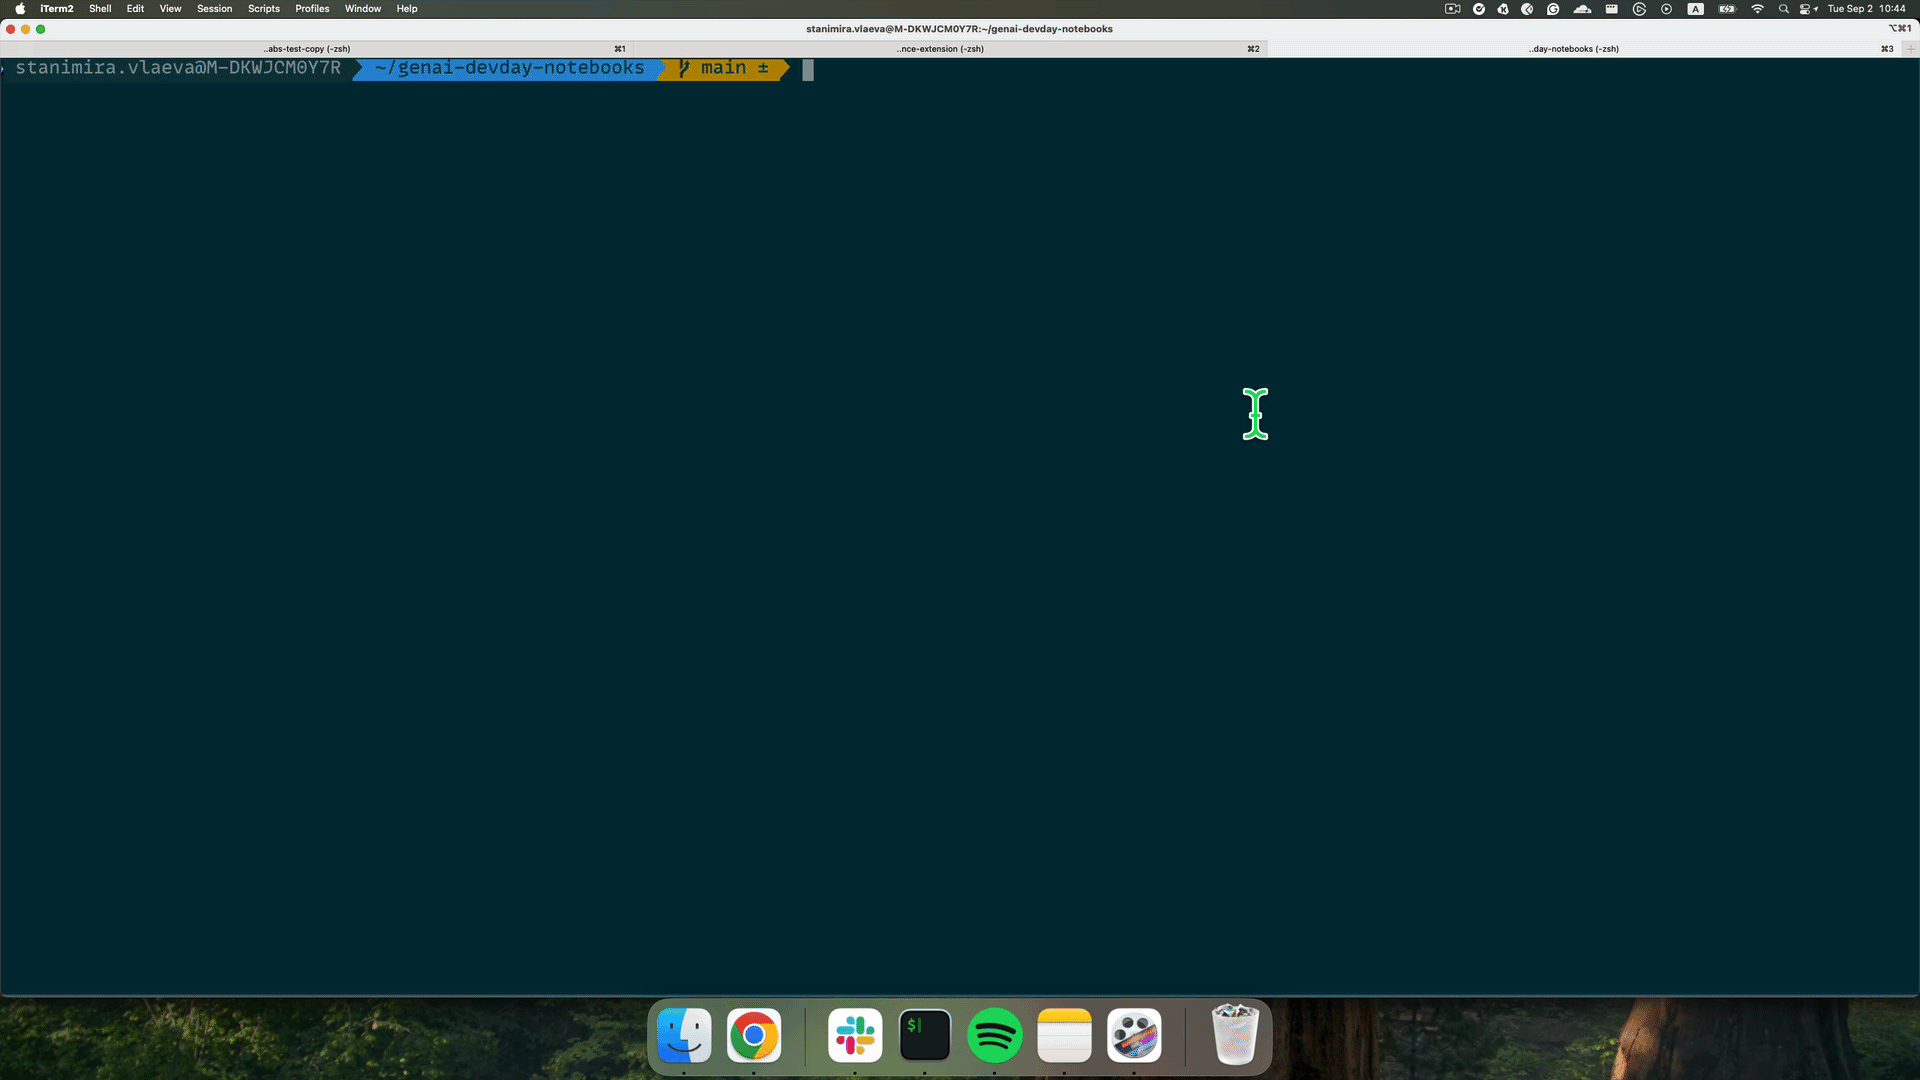 iTerm2 Shell Edit View Session Scripts Profiles Window Help A Tue Sep 2 10:44
stanimira.vlaeva@M-DKWJCM0Y7R:~/genai-devday-notebooks ⌥⌘1
..abs-test-copy (-zsh) ⌘1 ..nce-extension (-zsh) ⌘2 ..day-notebooks (-zsh) ⌘3
stanimira.vlaeva@M-DKWJCM0Y7R ~/genai-devday-notebooks main ±
$